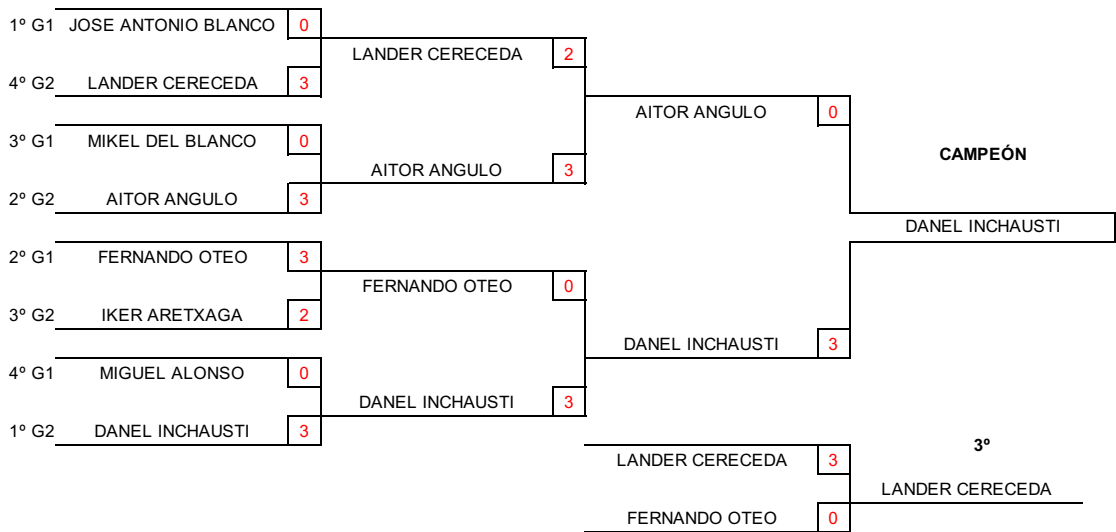 1º G1 JOSE ANTONIO BLANCO 0
LANDER CERECEDA 2
4º G2 LANDER CERECEDA 3
AITOR ANGULO 0
3º G1 MIKEL DEL BLANCO 0
CAMPEÓN
AITOR ANGULO 3
2º G2 AITOR ANGULO 3
DANEL INCHAUSTI
2º G1 FERNANDO OTEO 3
FERNANDO OTEO 0
3º G2 IKER ARETXAGA 2
DANEL INCHAUSTI 3
4º G1 MIGUEL ALONSO 0
DANEL INCHAUSTI 3
1º G2 DANEL INCHAUSTI 3
3º
LANDER CERECEDA 3
LANDER CERECEDA
FERNANDO OTEO 0